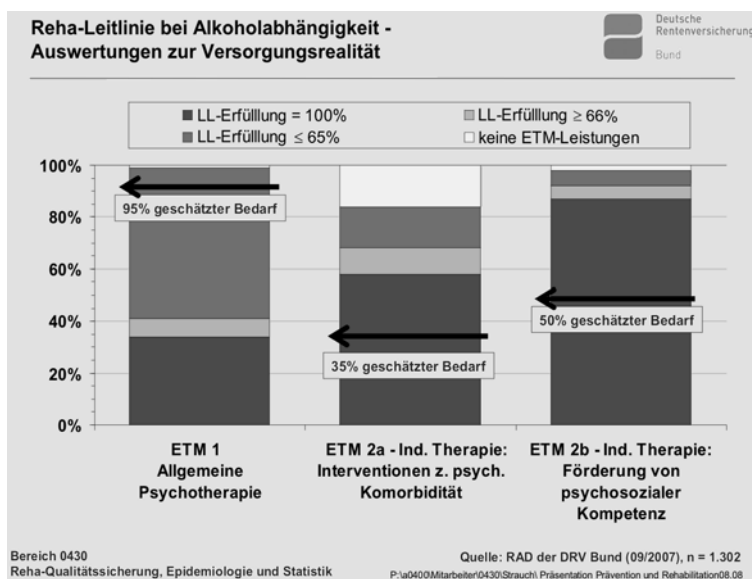 Reha-Leitlinie bei Alkoholabhängigkeit -
Auswertungen zur Versorgungsrealität
Deutsche
Rentenversicherung
Bund
LL-Erfülllung = 100%
LL-Erfülllung ≥ 66%
LL-Erfülllung ≤ 65%
keine ETM-Leistungen
100%
80%
60%
40%
20%
0%
95% geschätzter Bedarf
35% geschätzter Bedarf
50% geschätzter Bedarf
ETM 1
Allgemeine
Psychotherapie
ETM 2a - Ind. Therapie:
Interventionen z. psych.
Komorbidität
ETM 2b - Ind. Therapie:
Förderung von
psychosozialer
Kompetenz
Bereich 0430
Reha-Qualitätssicherung, Epidemiologie und Statistik
Quelle: RAD der DRV Bund (09/2007), n = 1.302
P:\a0400\Mitarbeiter\0430\Strauch\ Präsentation Prävention und Rehabilitation08.08